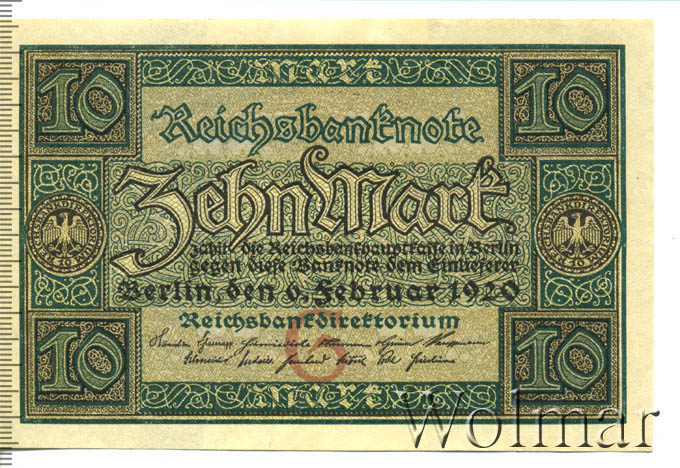 10 Mark 10
Reichsbanknote
Zehn Mark
zahlt die Reichsbankhauptkasse in Berlin
gegen diese Banknote dem Einlieferer
Berlin, den 6. Februar 1920
Reichsbankdirektorium
10 Mark 10
Wolmar